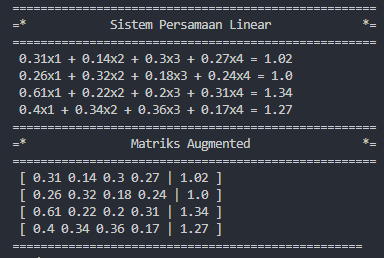 ====================================================
=* Sistem Persamaan Linear *=
====================================================
0.31x1 + 0.14x2 + 0.3x3 + 0.27x4 = 1.02
0.26x1 + 0.32x2 + 0.18x3 + 0.24x4 = 1.0
0.61x1 + 0.22x2 + 0.2x3 + 0.31x4 = 1.34
0.4x1 + 0.34x2 + 0.36x3 + 0.17x4 = 1.27
====================================================
=* Matriks Augmented *=
====================================================
[ 0.31 0.14 0.3 0.27 | 1.02 ]
[ 0.26 0.32 0.18 0.24 | 1.0 ]
[ 0.61 0.22 0.2 0.31 | 1.34 ]
[ 0.4 0.34 0.36 0.17 | 1.27 ]
==================================================